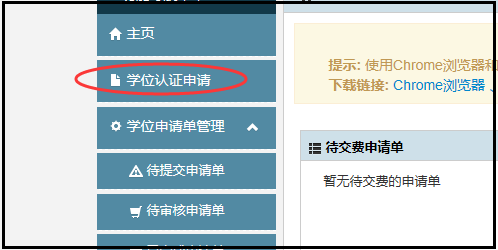 主页
学位认证申请
学位申请单管理
待提交申请单
待审核申请单
提示: 使用Chrome浏览器和
下载链接: Chrome浏览器 、
待交费申请单
暂无待交费的申请单